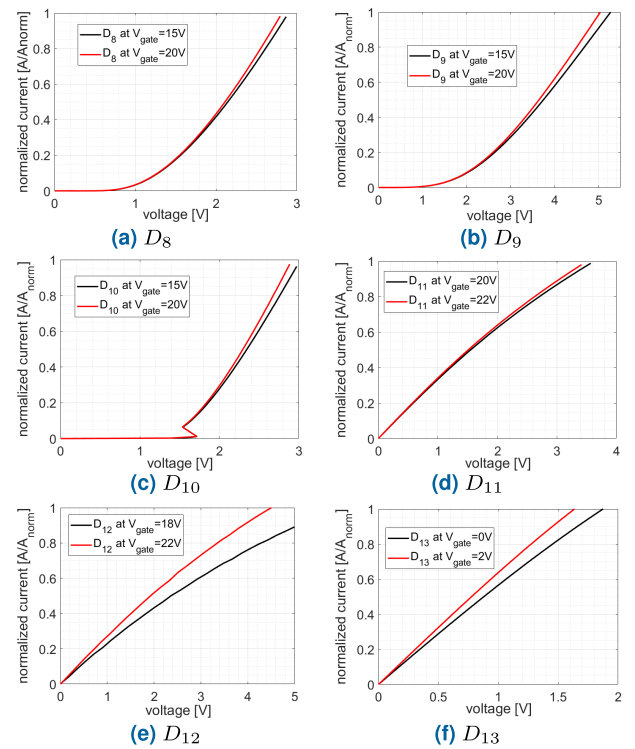 normalized current [A/Anorm]
1
0.8
0.6
0.4
0.2
0
D8 at Vgate=15V
D8 at Vgate=20V
0 1 2 3
voltage [V]
(a) D8
normalized current [A/Anorm]
1
0.8
0.6
0.4
0.2
0
D9 at Vgate=15V
D9 at Vgate=20V
0 1 2 3 4 5
voltage [V]
(b) D9
normalized current [A/Anorm]
1
0.8
0.6
0.4
0.2
0
D10 at Vgate=15V
D10 at Vgate=20V
0 1 2 3
voltage [V]
(c) D10
normalized current [A/Anorm]
1
0.8
0.6
0.4
0.2
0
D11 at Vgate=20V
D11 at Vgate=22V
0 1 2 3 4
voltage [V]
(d) D11
normalized current [A/Anorm]
1
0.8
0.6
0.4
0.2
0
D12 at Vgate=18V
D12 at Vgate=22V
0 1 2 3 4 5
voltage [V]
(e) D12
normalized current [A/Anorm]
1
0.8
0.6
0.4
0.2
0
D13 at Vgate=0V
D13 at Vgate=2V
0 0.5 1 1.5 2
voltage [V]
(f) D13